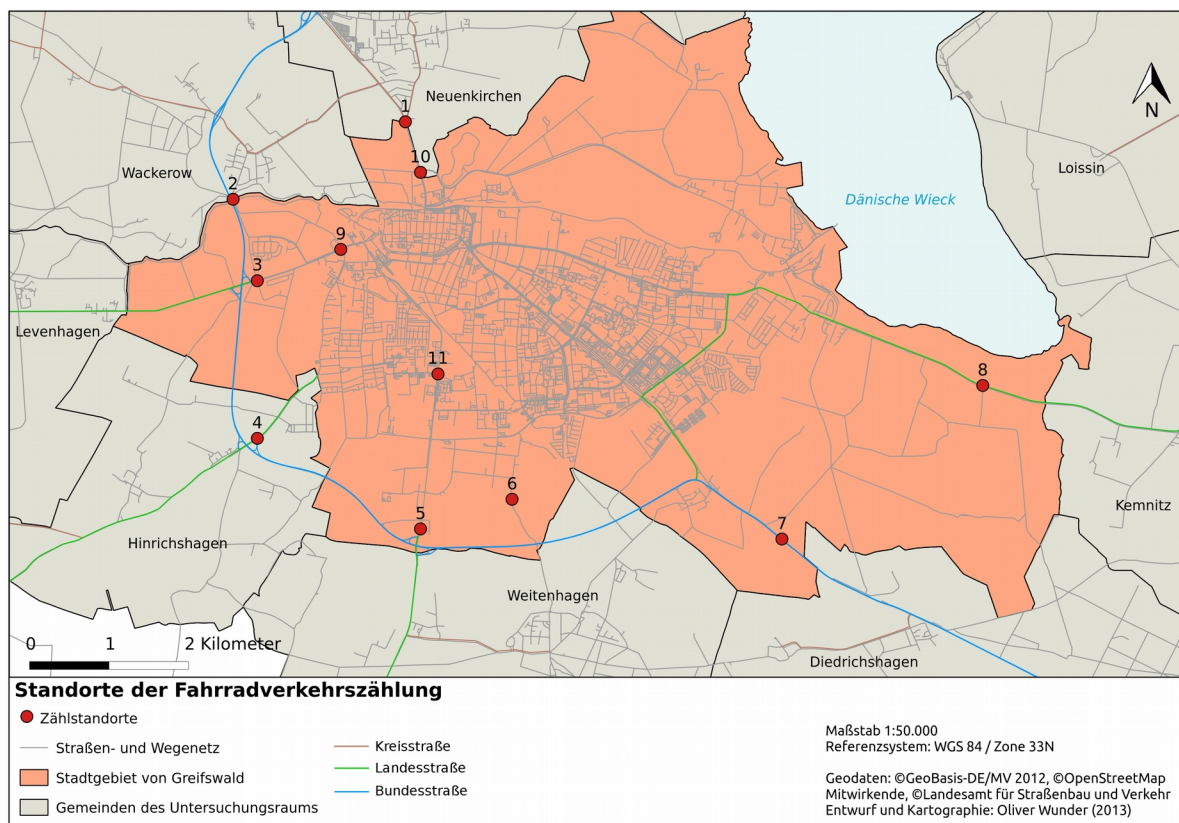 Neuenkirchen
1
N
10
Wackerow
Loissin
2
Dänische Wieck
9
3
Levenhagen
11
8
4
6
Kemnitz
5
7
Hinrichshagen
Weitenhagen
0 1 2 Kilometer
Diedrichshagen
Standorte der Fahrradverkehrszählung
Zählstandorte
Straßen- und Wegenetz
Stadtgebiet von Greifswald
Gemeinden des Untersuchungsraums
Kreisstraße
Landesstraße
Bundesstraße
Maßstab 1:50.000
Referenzsystem: WGS 84 / Zone 33N
Geodaten: ©GeoBasis-DE/MV 2012, ©OpenStreetMap
Mitwirkende, ©Landesamt für Straßenbau und Verkehr
Entwurf und Kartographie: Oliver Wunder (2013)